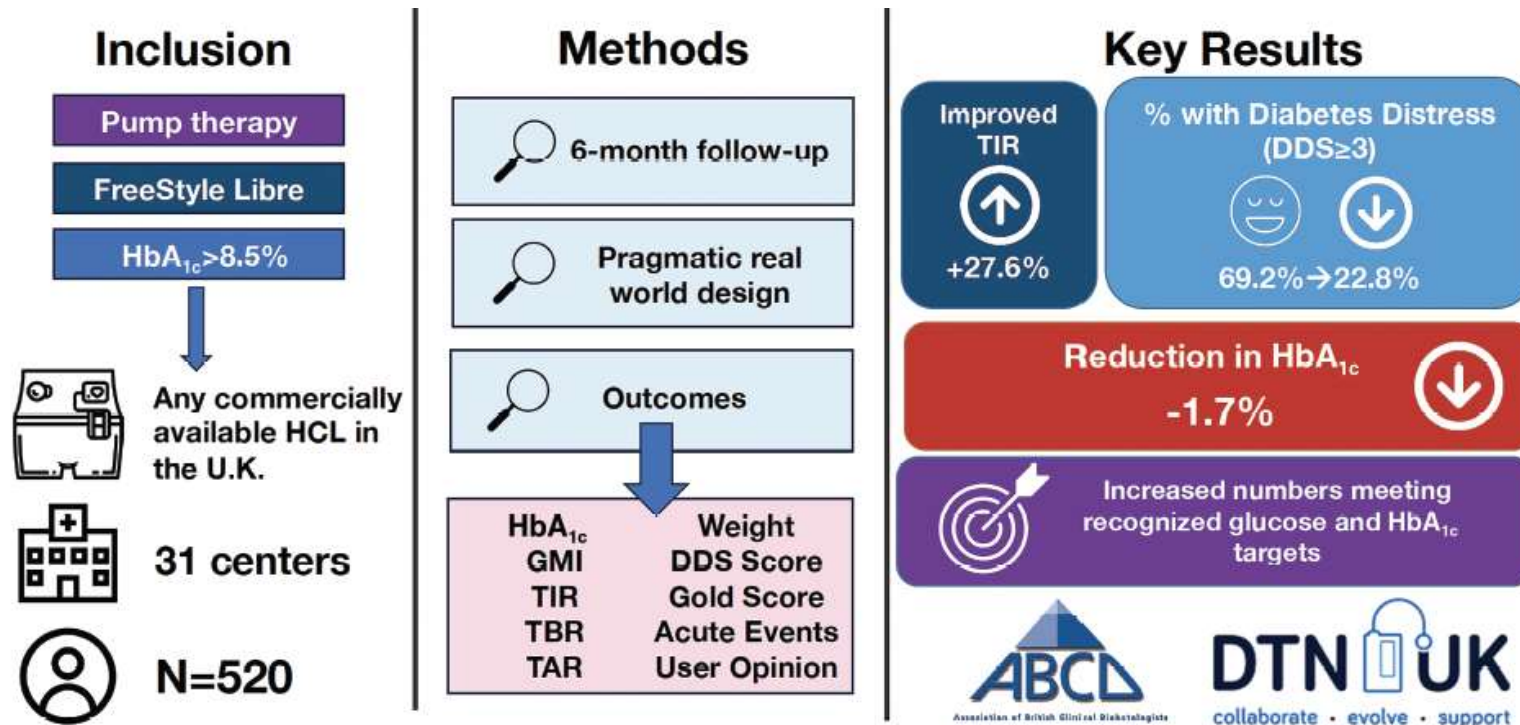 Inclusion
Pump therapy
FreeStyle Libre
HbA1c>8.5%
Any commercially
available HCL in
the U.K.
31 centers
N=520
Methods
6-month follow-up
Pragmatic real
world design
Outcomes
HbA1c Weight
GMI DDS Score
TIR Gold Score
TBR Acute Events
TAR User Opinion
Key Results
Improved
TIR
+27.6%
% with Diabetes Distress
(DDS≥3)
69.2%→22.8%
Reduction in HbA1c
-1.7%
Increased numbers meeting
recognized glucose and HbA1c
targets
ABCD
Association of British Clinical Diabetologists
DTN UK
collaborate • evolve • support